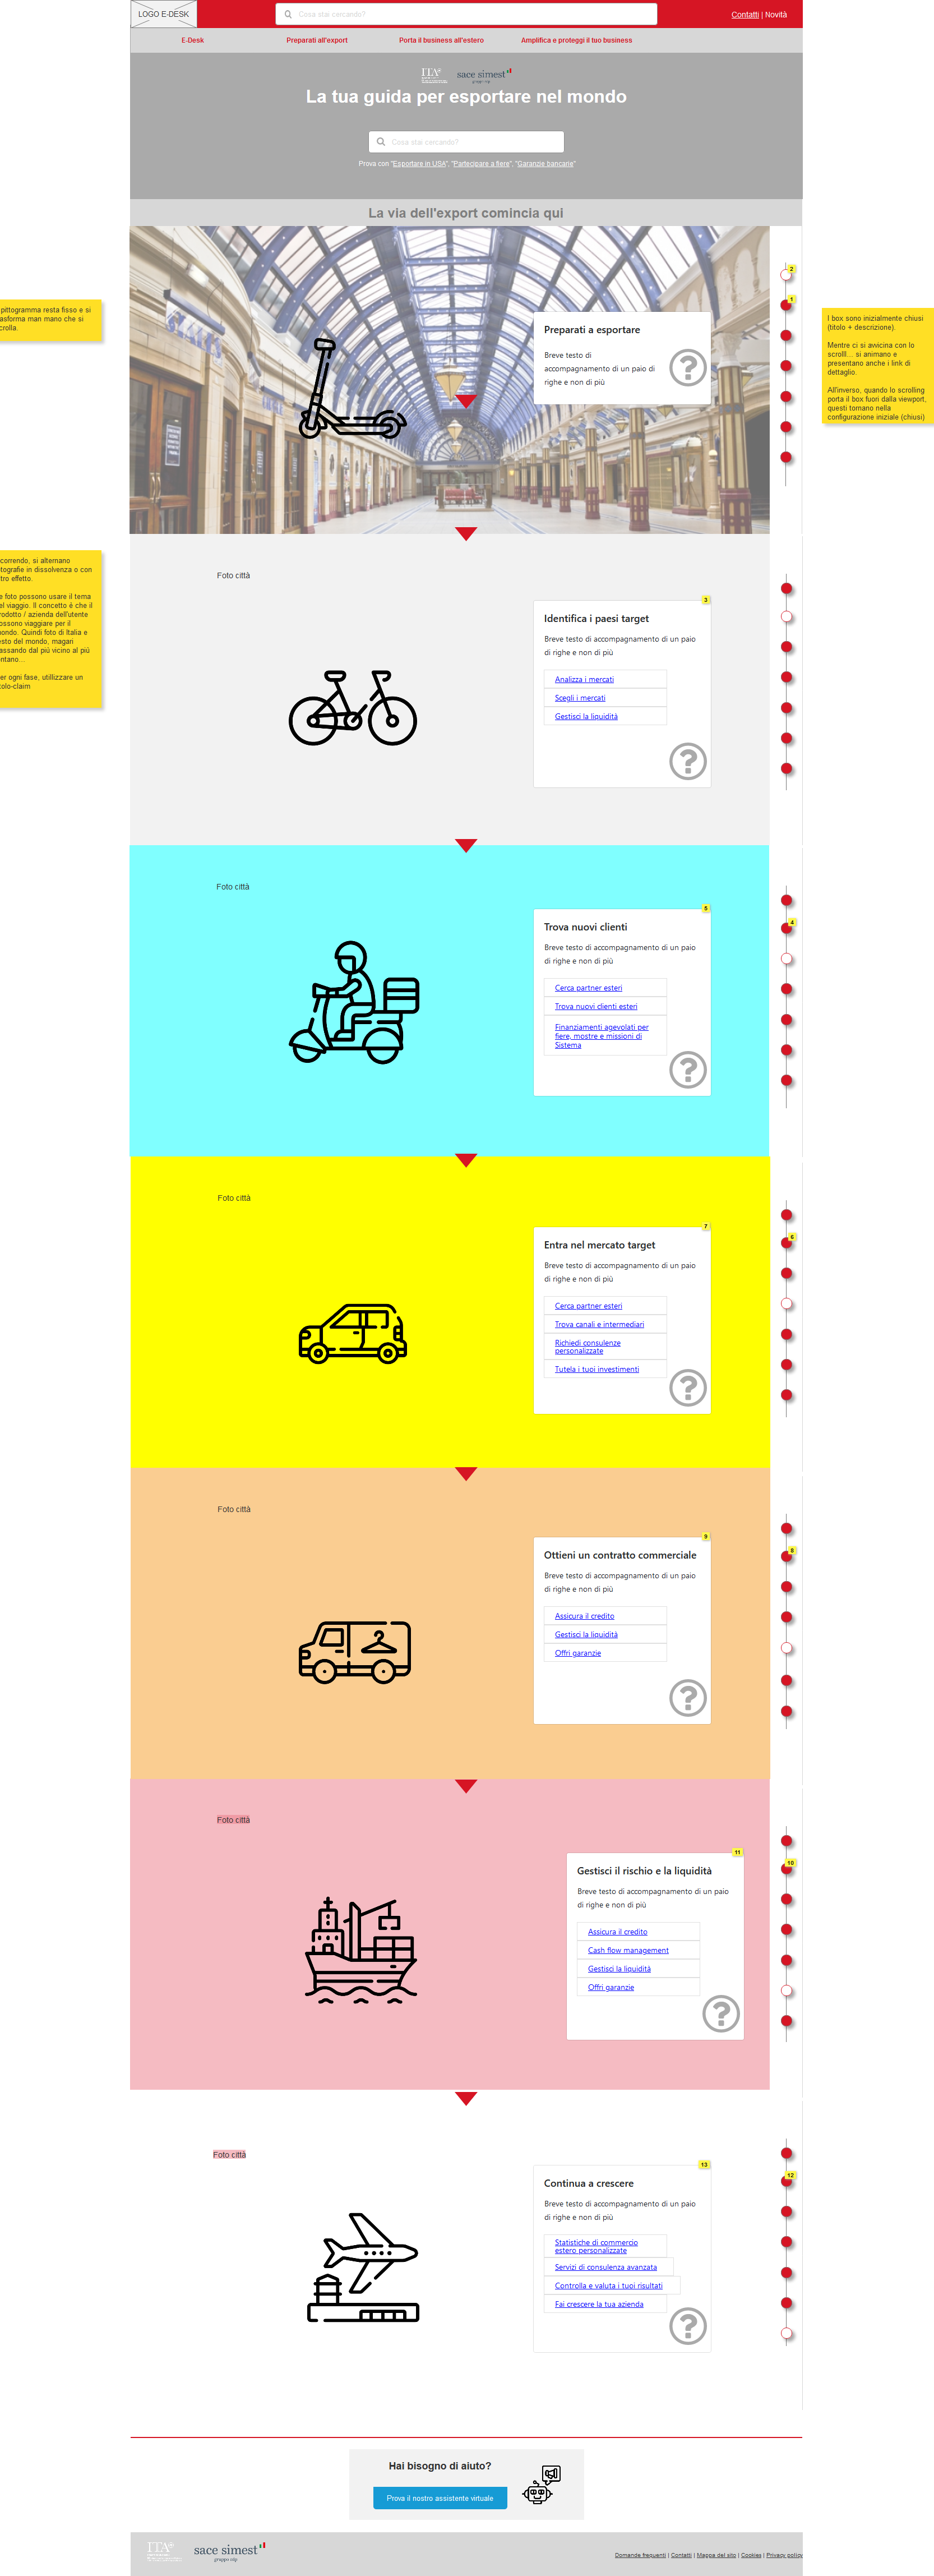 LOGO E-DESK
Cosa stai cercando?
Contatti | Novità
E-Desk
Preparati all'export
Porta il business all'estero
Amplifica e proteggi il tuo business
ITA®
sace simest
gruppo cdp
La tua guida per esportare nel mondo
Cosa stai cercando?
Prova con "Esportare in USA", "Partecipare a fiere", "Garanzie bancarie"
La via dell'export comincia qui
2
1
pittogramma resta fisso e si
asforma man mano che si
crolla.
Preparati a esportare
Breve testo di
accompagnamento di un paio di
righe e non di più
I box sono inizialmente chiusi
(titolo + descrizione).
Mentre ci si avvicina con lo
scrolll... si animano e
presentano anche i link di
dettaglio.
All'inverso, quando lo scrolling
porta il box fuori dalla viewport,
questi tornano nella
configurazione iniziale (chiusi)
correndo, si alternano
tografie in dissolvenza o con
tro effetto.
e foto possono usare il tema
el viaggio. Il concetto è che il
rodotto / azienda dell'utente
ossono viaggiare per il
ondo. Quindi foto di Italia e
esto del mondo, magari
assando dal più vicino al più
ntano...
er ogni fase, utillizzare un
tolo-claim
Foto città
3
Identifica i paesi target
Breve testo di accompagnamento di un paio
di righe e non di più
Analizza i mercati
Scegli i mercati
Gestisci la liquidità
Foto città
5
4
Trova nuovi clienti
Breve testo di accompagnamento di un paio
di righe e non di più
Cerca partner esteri
Trova nuovi clienti esteri
Finanziamenti agevolati per
fiere, mostre e missioni di
Sistema
Foto città
7
6
Entra nel mercato target
Breve testo di accompagnamento di un paio
di righe e non di più
Cerca partner esteri
Trova canali e intermediari
Richiedi consulenze
personalizzate
Tutela i tuoi investimenti
Foto città
9
8
Ottieni un contratto commerciale
Breve testo di accompagnamento di un paio
di righe e non di più
Assicura il credito
Gestisci la liquidità
Offri garanzie
Foto città
11
10
Gestisci il rischio e la liquidità
Breve testo di accompagnamento di un paio
di righe e non di più
Assicura il credito
Cash flow management
Gestisci la liquidità
Offri garanzie
Foto città
13
12
Continua a crescere
Breve testo di accompagnamento di un paio
di righe e non di più
Statistiche di commercio
estero personalizzate
Servizi di consulenza avanzata
Controlla e valuta i tuoi risultati
Fai crescere la tua azienda
Hai bisogno di aiuto?
Prova il nostro assistente virtuale
ITA®
sace simest
gruppo cdp
Domande frequenti | Contatti | Mappa del sito | Cookies | Privacy policy